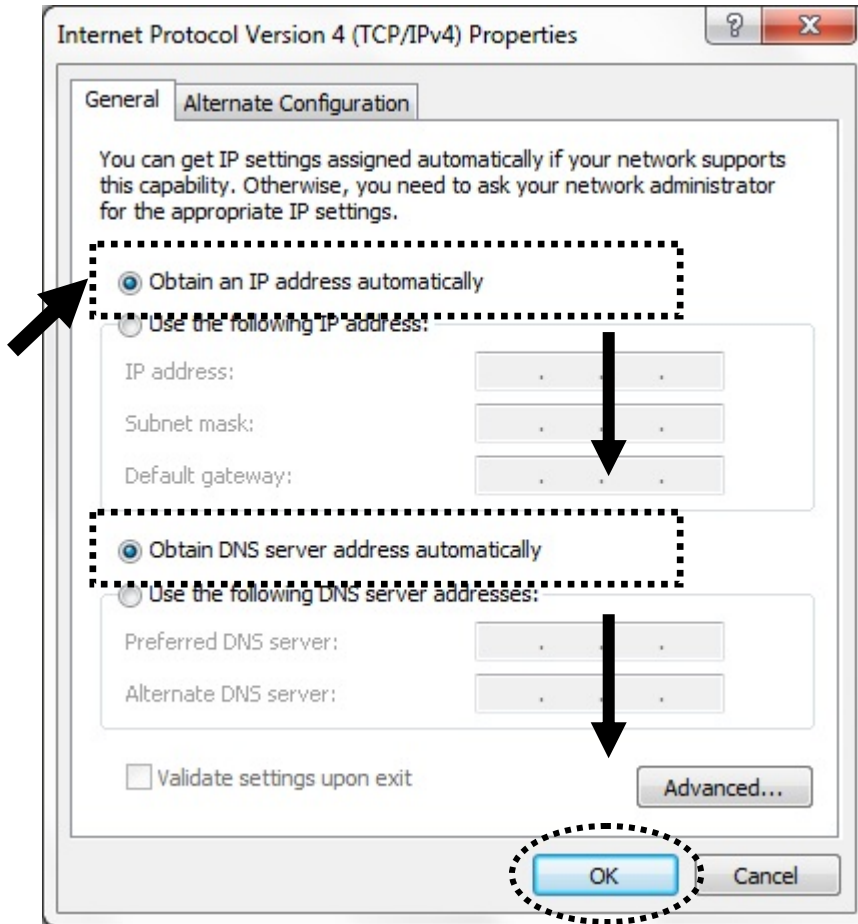 Internet Protocol Version 4 (TCP/IPv4) Properties
General
Alternate Configuration
You can get IP settings assigned automatically if your network supports
this capability. Otherwise, you need to ask your network administrator
for the appropriate IP settings.
Obtain an IP address automatically
Use the following IP address:
IP address:
Subnet mask:
Default gateway:
Obtain DNS server address automatically
Use the following DNS server addresses:
Preferred DNS server:
Alternate DNS server:
Validate settings upon exit
Advanced...
OK
Cancel